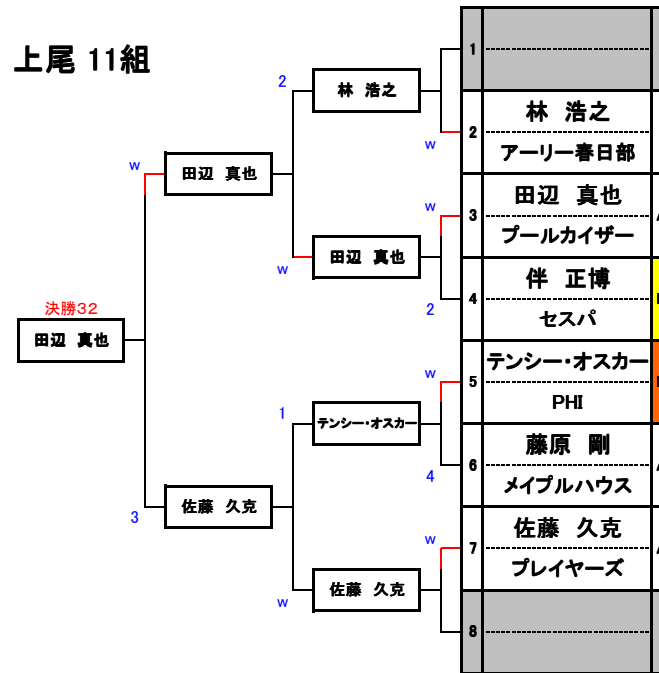 上尾 11組
決勝32
田辺 真也
w
田辺 真也
3
佐藤 久克
2
林 浩之
w
田辺 真也
1
テンシー・オスカー
w
佐藤 久克
w
w
2
w
4
w
1
2
林 浩之
アーリー春日部
3
田辺 真也
プールカイザー
4
伴 正博
セスパ
5
テンシー・オスカー
PHI
6
藤原 剛
メイプルハウス
7
佐藤 久克
プレイヤーズ
8